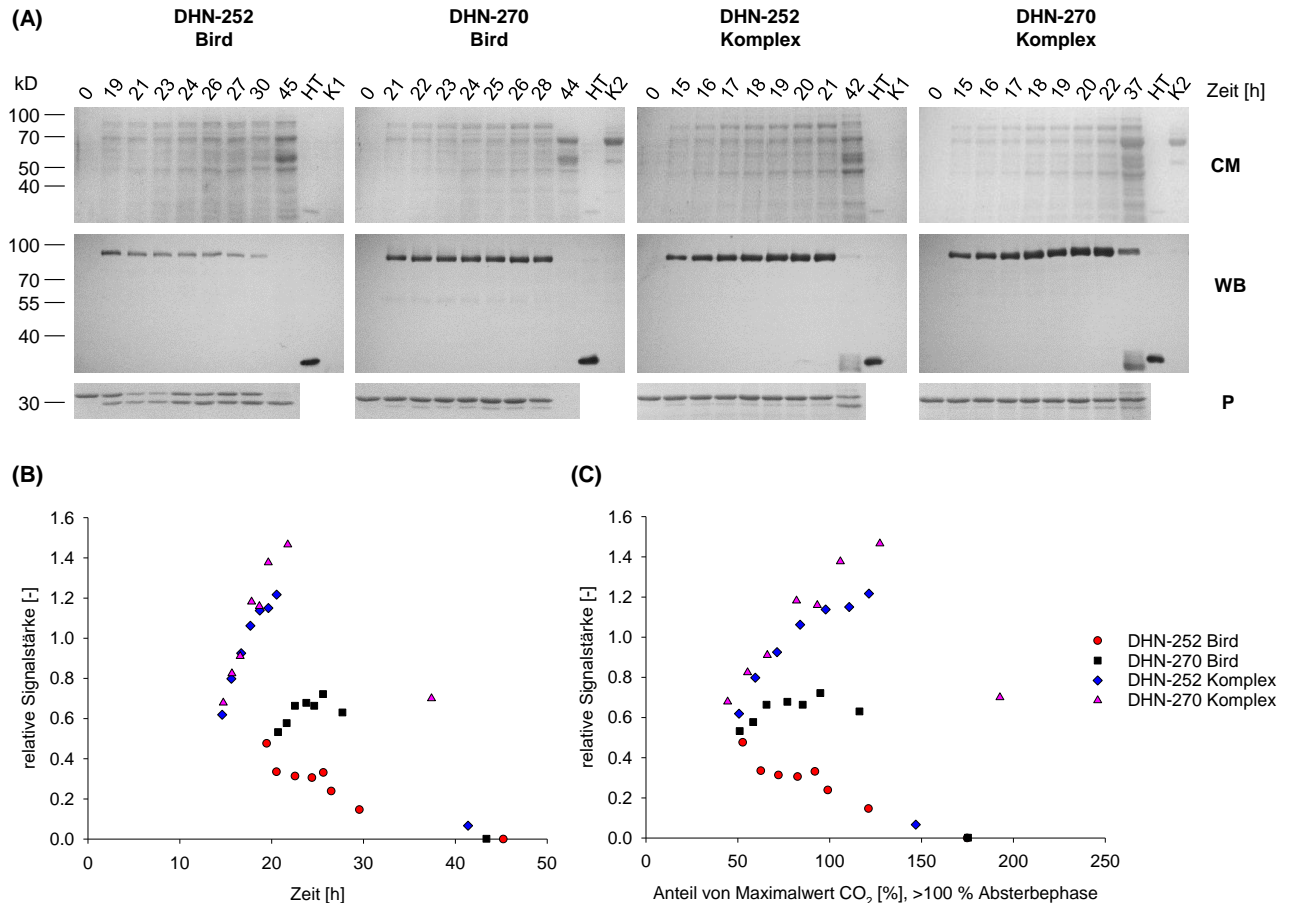 (A)
DHN-252
Bird
DHN-270
Bird
DHN-252
Komplex
DHN-270
Komplex
kD
0 19 21 23 24 26 27 30 45 HT K1
0 21 22 23 24 25 26 28 44 HT K2
0 15 16 17 18 19 20 21 42 HT K1
0 15 16 17 18 19 20 22 37 HT K2
Zeit [h]
100
70
50
40
CM
100
70
55
40
WB
30
P
(B)
relative Signalstärke [-]
1.6
1.4
1.2
1.0
0.8
0.6
0.4
0.2
0.0
0 10 20 30 40 50
Zeit [h]
(C)
relative Signalstärke [-]
1.6
1.4
1.2
1.0
0.8
0.6
0.4
0.2
0.0
0 50 100 150 200 250
Anteil von Maximalwert CO₂ [%], >100 % Absterbephase
DHN-252 Bird
DHN-270 Bird
DHN-252 Komplex
DHN-270 Komplex